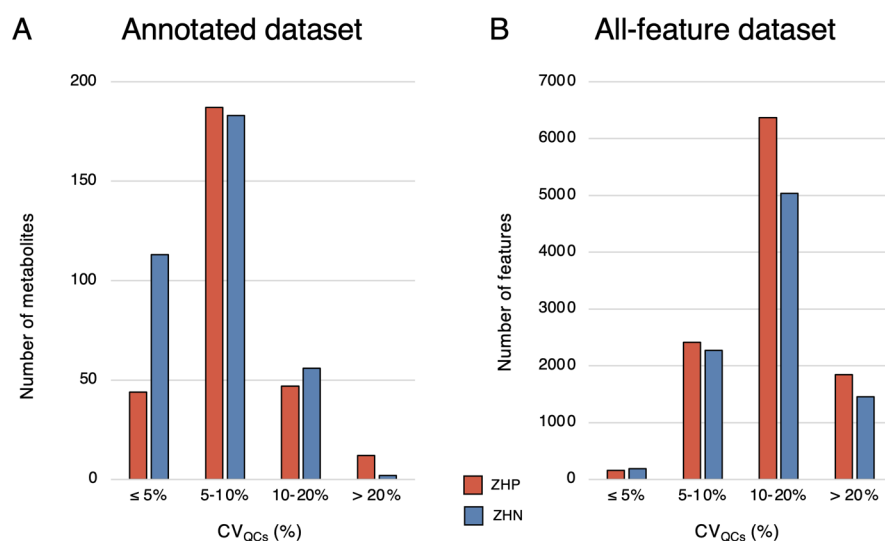 A Annotated dataset
Number of metabolites
200
150
100
50
0
≤ 5% 5-10% 10-20% > 20%
CVQCs (%)
ZHP
ZHN
B All-feature dataset
Number of features
7000
6000
5000
4000
3000
2000
1000
0
≤ 5% 5-10% 10-20% > 20%
CVQCs (%)